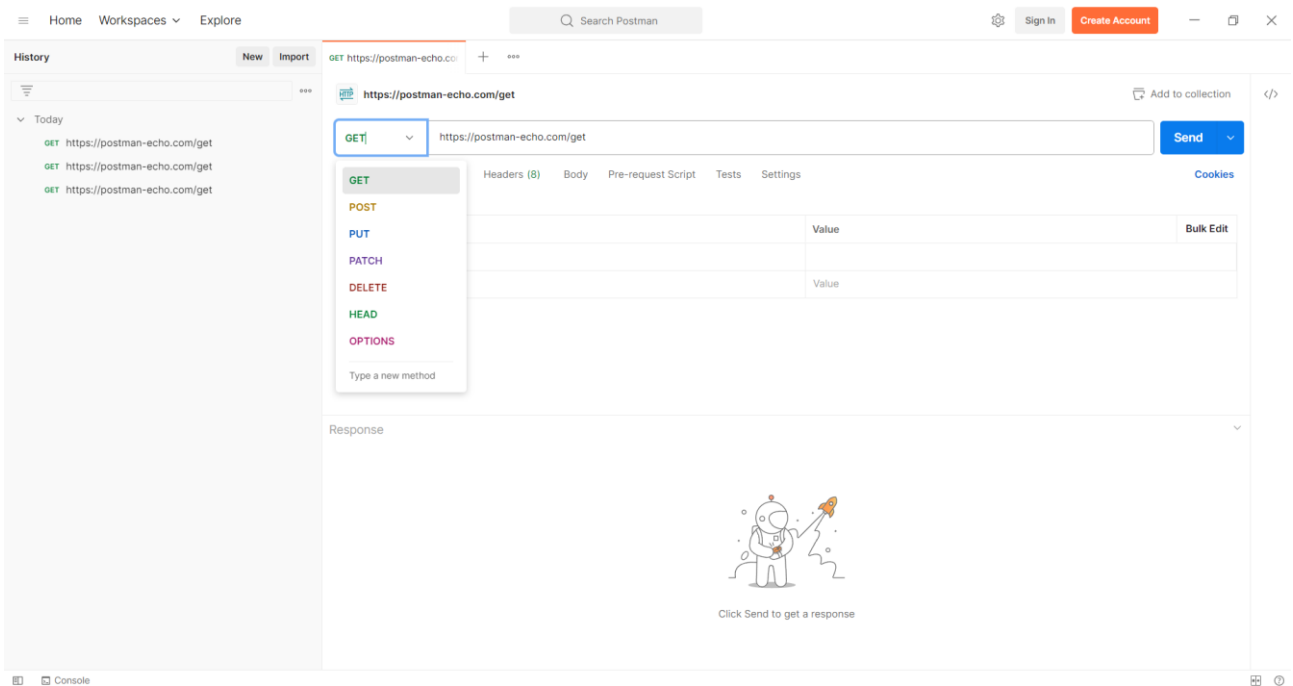 Home Workspaces Explore Search Postman Sign In Create Account
History New Import GET https://postman-echo.co
HTTP https://postman-echo.com/get Add to collection </>
Today
GET https://postman-echo.com/get
GET https://postman-echo.com/get
GET https://postman-echo.com/get
GET https://postman-echo.com/get Send
Headers (8) Body Pre-request Script Tests Settings Cookies
GET
POST
PUT
PATCH
DELETE
HEAD
OPTIONS
Type a new method
Value Bulk Edit
Value
Response
Click Send to get a response
Console